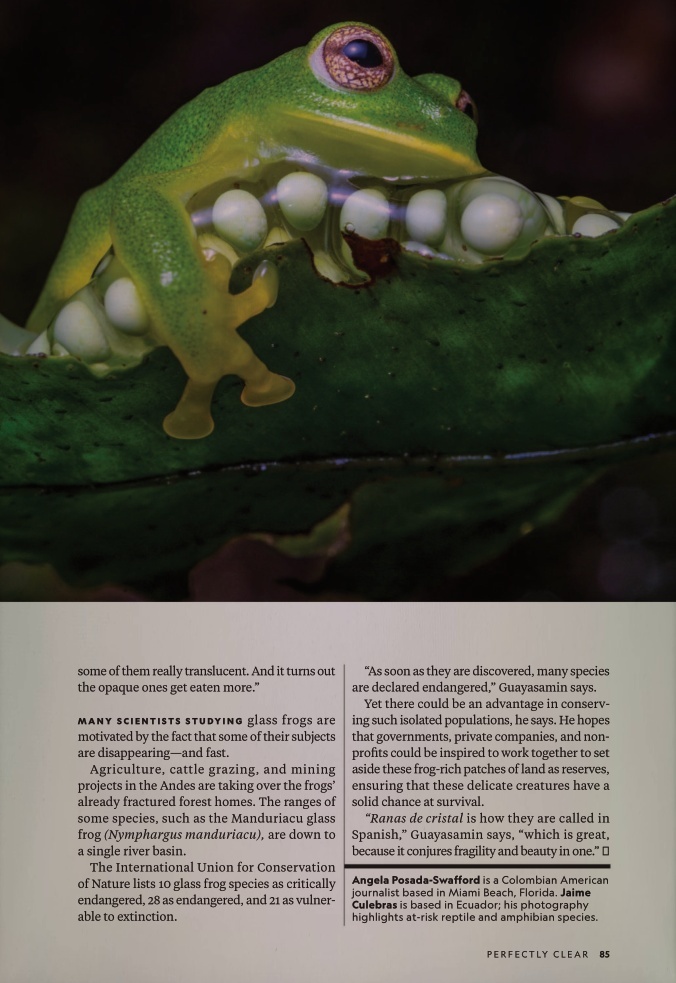 some of them really translucent. And it turns out
the opaque ones get eaten more.”
MANY SCIENTISTS STUDYING glass frogs are
motivated by the fact that some of their subjects
are disappearing—and fast.
Agriculture, cattle grazing, and mining
projects in the Andes are taking over the frogs’
already fractured forest homes. The ranges of
some species, such as the Manduriacu glass
frog (Nymphargus manduriacu), are down to
a single river basin.
The International Union for Conservation
of Nature lists 10 glass frog species as critically
endangered, 28 as endangered, and 21 as vulner-
able to extinction.
“As soon as they are discovered, many species
are declared endangered,” Guayasamin says.
Yet there could be an advantage in conserv-
ing such isolated populations, he says. He hopes
that governments, private companies, and non-
profits could be inspired to work together to set
aside these frog-rich patches of land as reserves,
ensuring that these delicate creatures have a
solid chance at survival.
“Ranas de cristal is how they are called in
Spanish,” Guayasamin says, “which is great,
because it conjures fragility and beauty in one.”
Angela Posada-Swafford is a Colombian American
journalist based in Miami Beach, Florida. Jaime
Culebras is based in Ecuador; his photography
highlights at-risk reptile and amphibian species.
PERFECTLY CLEAR 85